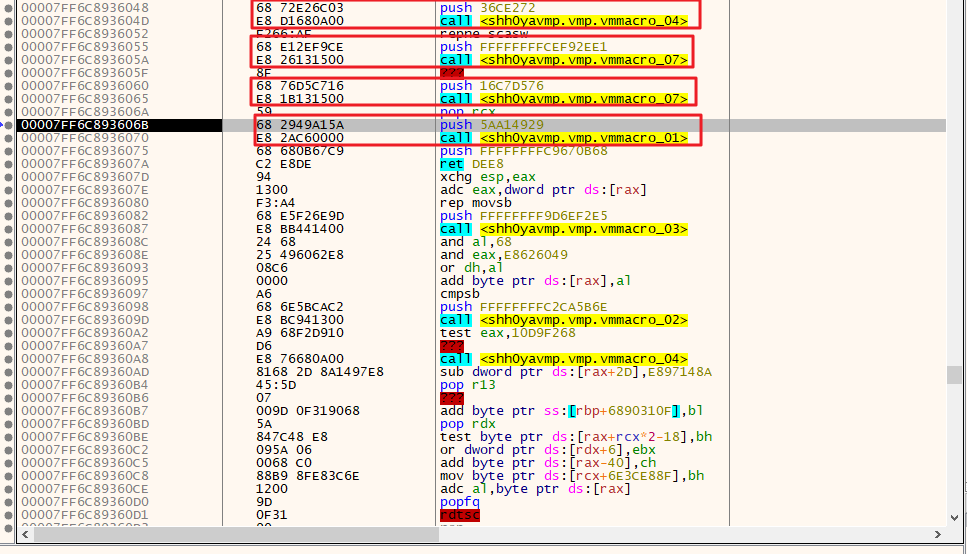 00007FF6C8936048 68 72E26C03 push 36CE272
00007FF6C893604D E8 D1680A00 call <shh0yavmp.vmp.vmmacro_04>
00007FF6C8936052 F266:AF repne scasw
00007FF6C8936055 68 E12EF9CE push FFFFFFFFCEF92EE1
00007FF6C893605A E8 26131500 call <shh0yavmp.vmp.vmmacro_07>
00007FF6C893605F 8F ???
00007FF6C8936060 68 76D5C716 push 16C7D576
00007FF6C8936065 E8 1B131500 call <shh0yavmp.vmp.vmmacro_07>
00007FF6C893606A 59 pop rcx
00007FF6C893606B 68 2949A15A push 5AA14929
00007FF6C8936070 E8 2AC60000 call <shh0yavmp.vmp.vmmacro_01>
00007FF6C8936075 68 680B67C9 push FFFFFFFFC9670B68
00007FF6C893607A C2 E8DE ret DEE8
00007FF6C893607D 94 xchg esp,eax
00007FF6C893607E 1300 adc eax,dword ptr ds:[rax]
00007FF6C8936080 F3:A4 rep movsb
00007FF6C8936082 68 E5F26E9D push FFFFFFFF9D6EF2E5
00007FF6C8936087 E8 BB441400 call <shh0yavmp.vmp.vmmacro_03>
00007FF6C893608C 24 68 and al,68
00007FF6C893608E 25 496062E8 and eax,E8626049
00007FF6C8936093 08C6 or dh,al
00007FF6C8936095 0000 add byte ptr ds:[rax],al
00007FF6C8936097 A6 cmpsb
00007FF6C8936098 68 6E5BCAC2 push FFFFFFFFC2CA5B6E
00007FF6C893609D E8 BC941300 call <shh0yavmp.vmp.vmmacro_02>
00007FF6C89360A2 A9 68F2D910 test eax,10D9F268
00007FF6C89360A7 D6 ???
00007FF6C89360A8 E8 76680A00 call <shh0yavmp.vmp.vmmacro_04>
00007FF6C89360AD 8168 2D 8A1497E8 sub dword ptr ds:[rax+2D],E897148A
00007FF6C89360B4 45:5D pop r13
00007FF6C89360B6 07 ???
00007FF6C89360B7 009D 0F319068 add byte ptr ss:[rbp+6890310F],bl
00007FF6C89360BD 5A pop rdx
00007FF6C89360BE 847C48 E8 test byte ptr ds:[rax+rcx*2-18],bh
00007FF6C89360C2 095A 06 or dword ptr ds:[rdx+6],ebx
00007FF6C89360C5 0068 C0 add byte ptr ds:[rax-40],ch
00007FF6C89360C8 88B9 8FE83C6E mov byte ptr ds:[rcx+6E3CE88F],bh
00007FF6C89360CE 1200 adc al,byte ptr ds:[rax]
00007FF6C89360D0 9D popfq
00007FF6C89360D1 0F31 rdtsc